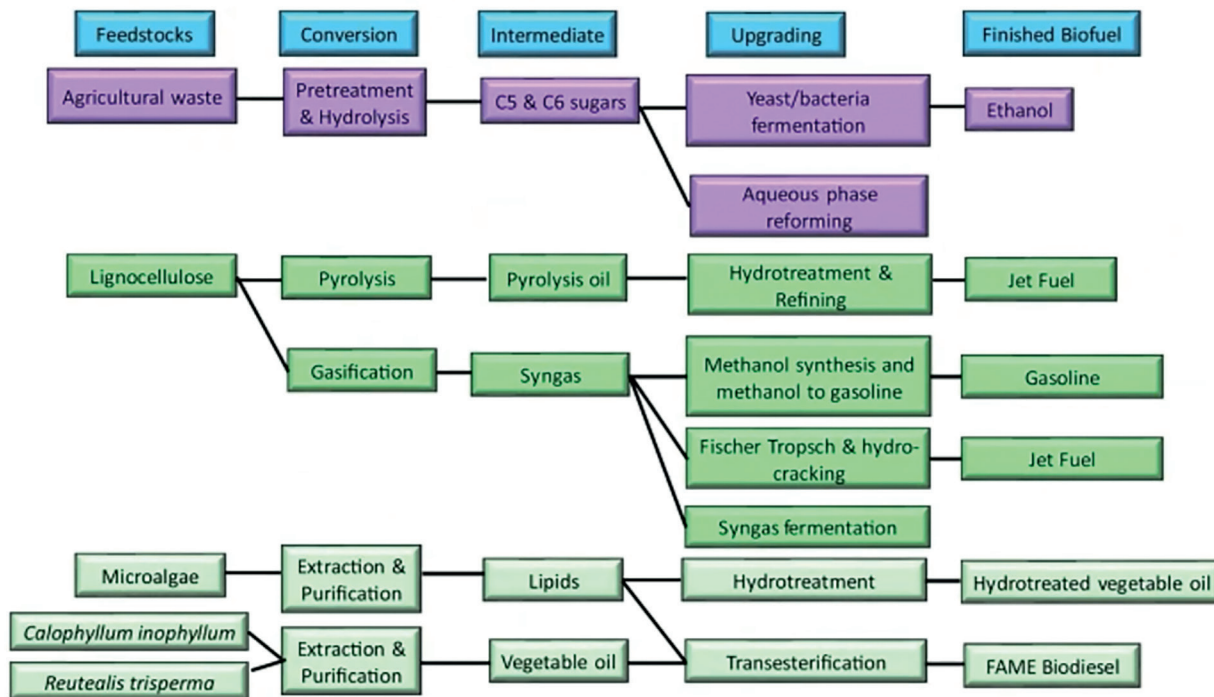 Feedstocks
Conversion
Intermediate
Upgrading
Finished Biofuel
Agricultural waste
Pretreatment
& Hydrolysis
C5 & C6 sugars
Yeast/bacteria
fermentation
Ethanol
Aqueous phase
reforming
Lignocellulose
Pyrolysis
Pyrolysis oil
Hydrotreatment &
Refining
Jet Fuel
Gasification
Syngas
Methanol synthesis and
methanol to gasoline
Gasoline
Fischer Tropsch & hydro-
cracking
Jet Fuel
Syngas fermentation
Microalgae
Extraction &
Purification
Lipids
Hydrotreatment
Hydrotreated vegetable oil
Calophyllum inophyllum
Reutealis trisperma
Extraction &
Purification
Vegetable oil
Transesterification
FAME Biodiesel